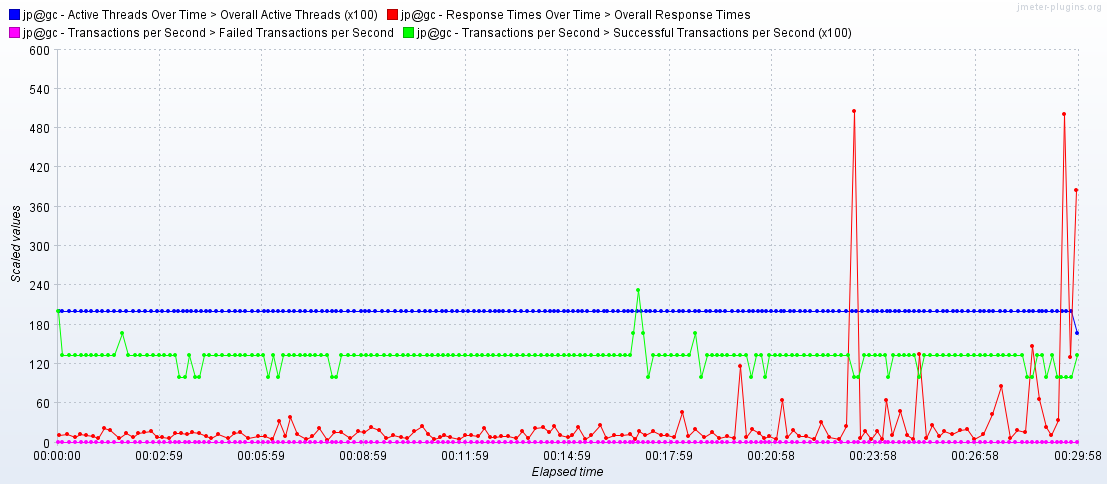 jp@gc - Active Threads Over Time > Overall Active Threads (x100) jp@gc - Response Times Over Time > Overall Response Times
jmeter-plugins.org
jp@gc - Transactions per Second > Failed Transactions per Second jp@gc - Transactions per Second > Successful Transactions per Second (x100)
600
540
480
420
360
300
240
180
120
60
0
Scaled values
00:00:00 00:02:59 00:05:59 00:08:59 00:11:59 00:14:59 00:17:59 00:20:58 00:23:58 00:26:58 00:29:58
Elapsed time